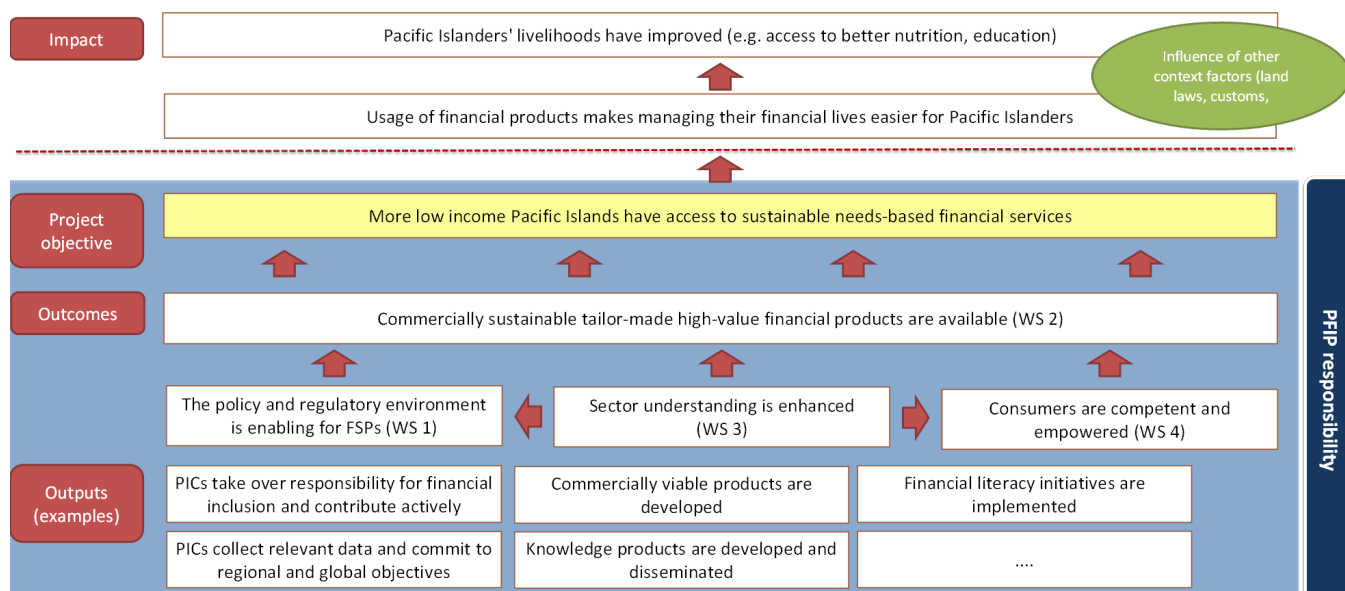 Impact
Pacific Islanders' livelihoods have improved (e.g. access to better nutrition, education)
Influence of other
context factors (land
laws, customs,
Usage of financial products makes managing their financial lives easier for Pacific Islanders
Project
objective
More low income Pacific Islands have access to sustainable needs-based financial services
Outcomes
Commercially sustainable tailor-made high-value financial products are available (WS 2)
The policy and regulatory environment
is enabling for FSPs (WS 1)
Sector understanding is enhanced
(WS 3)
Consumers are competent and
empowered (WS 4)
Outputs
(examples)
PICs take over responsibility for financial
inclusion and contribute actively
Commercially viable products are
developed
Financial literacy initiatives are
implemented
PICs collect relevant data and commit to
regional and global objectives
Knowledge products are developed and
disseminated
....
PFIP responsibility